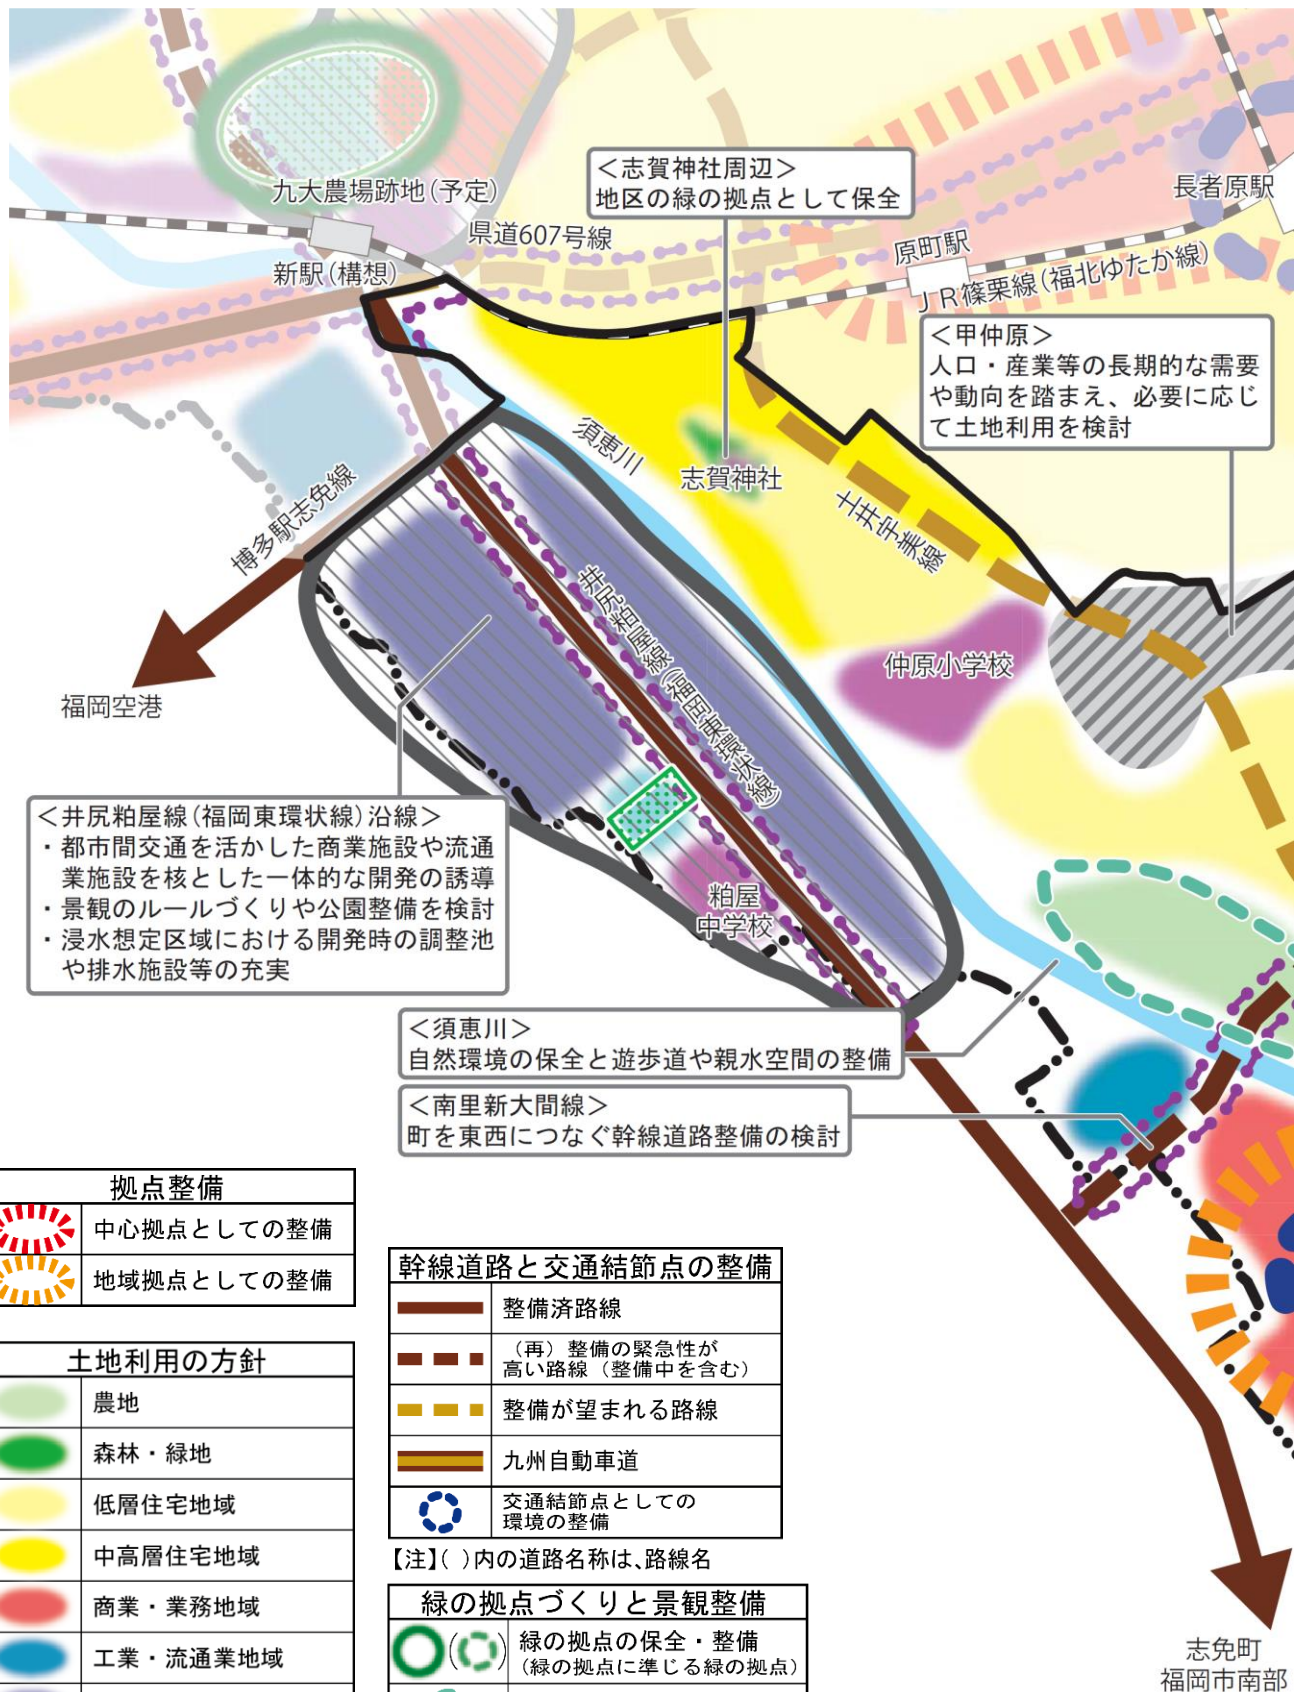 九大農場跡地(予定)
新駅(構想)
県道607号線
＜志賀神社周辺＞
地区の緑の拠点として保全
長者原駅
原町駅
ＪＲ篠栗線(福北ゆたか線)
＜甲仲原＞
人口・産業等の長期的な需要
や動向を踏まえ、必要に応じ
て土地利用を検討
須恵川
志賀神社
土井宇美線
博多駅志免線
井尻粕屋線(福岡東環状線)
仲原小学校
福岡空港
＜井尻粕屋線(福岡東環状線)沿線＞
・都市間交通を活かした商業施設や流通
業施設を核とした一体的な開発の誘導
・景観のルールづくりや公園整備を検討
・浸水想定区域における開発時の調整池
や排水施設等の充実
粕屋
中学校
＜須恵川＞
自然環境の保全と遊歩道や親水空間の整備
＜南里新大間線＞
町を東西につなぐ幹線道路整備の検討
拠点整備
中心拠点としての整備
地域拠点としての整備
土地利用の方針
農地
森林・緑地
低層住宅地域
中高層住宅地域
商業・業務地域
工業・流通業地域
幹線道路と交通結節点の整備
整備済路線
（再）整備の緊急性が
高い路線（整備中を含む）
整備が望まれる路線
九州自動車道
交通結節点としての
環境の整備
【注】( )内の道路名称は、路線名
緑の拠点づくりと景観整備
緑の拠点の保全・整備
(緑の拠点に準じる緑の拠点)
志免町
福岡市南部